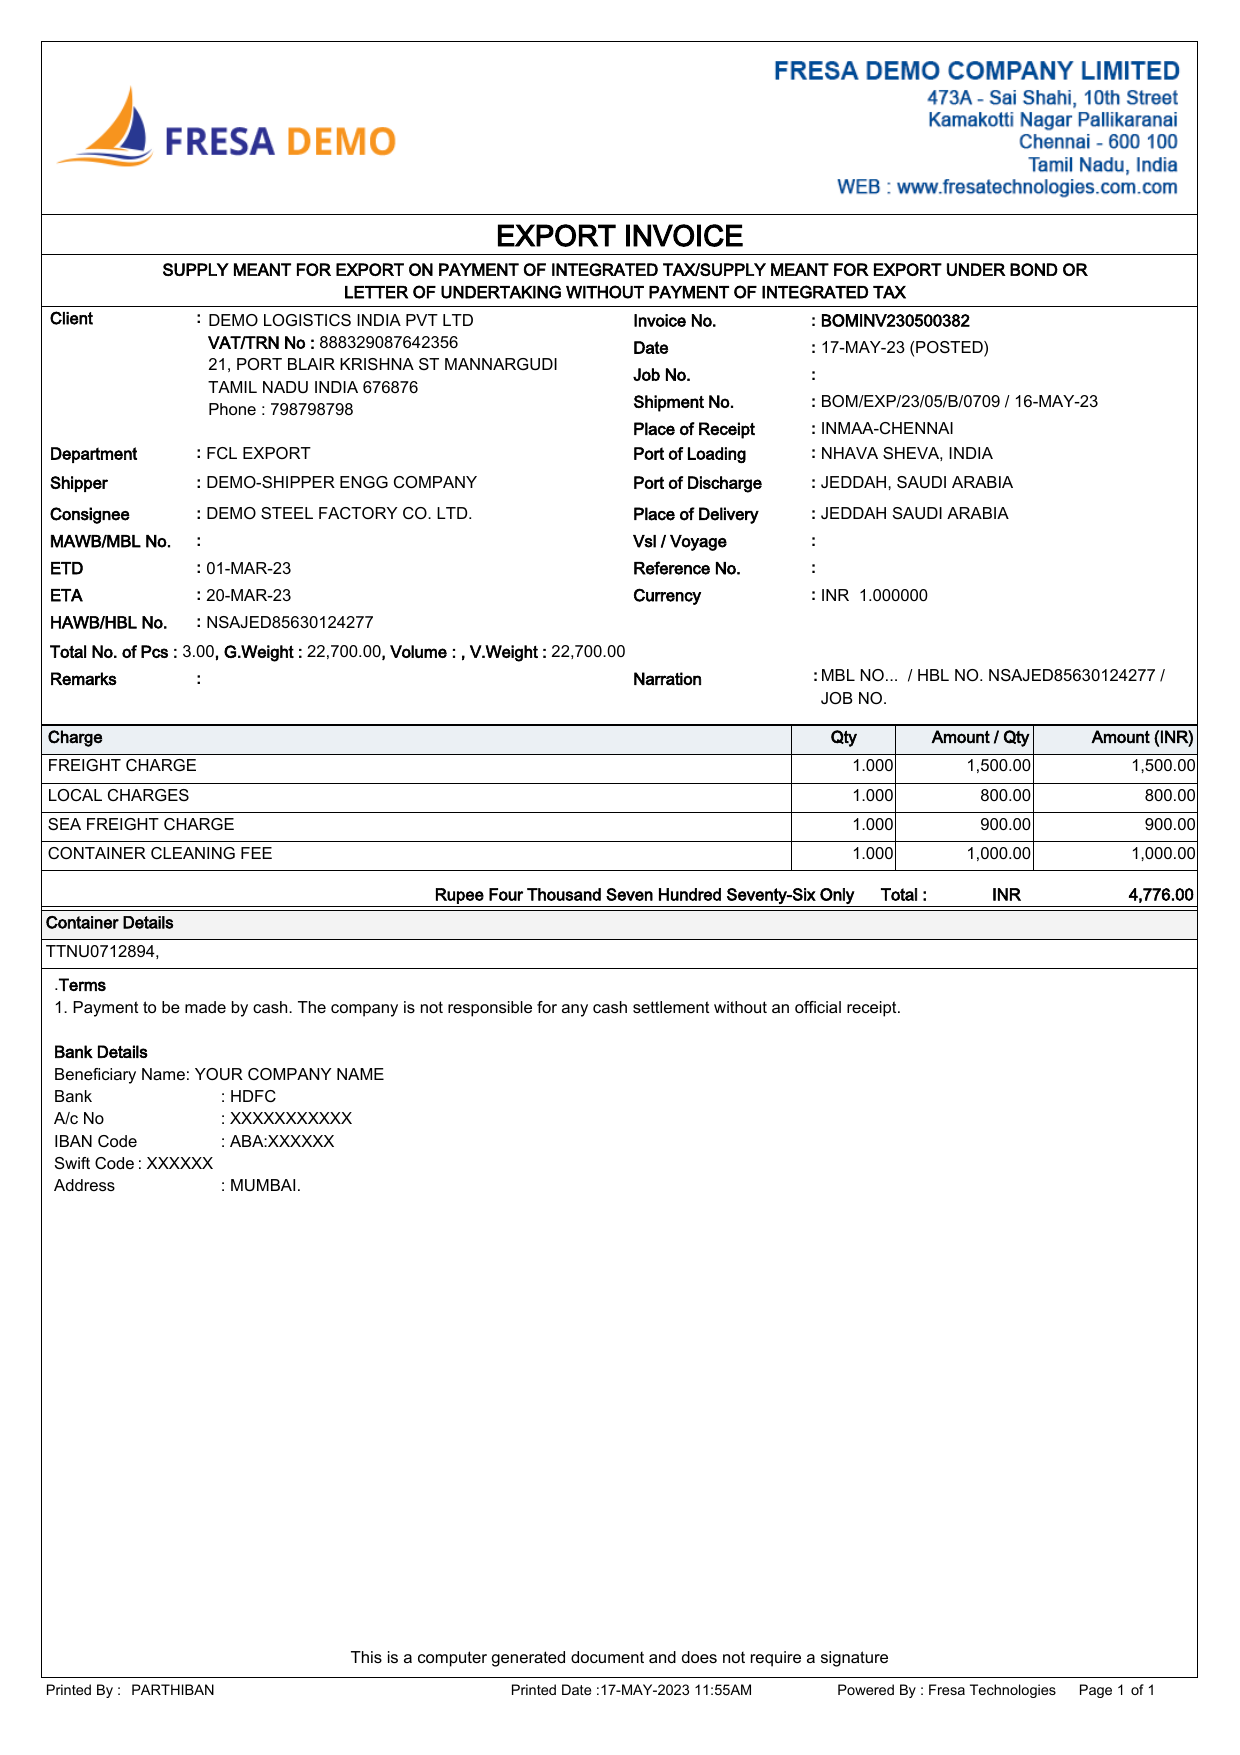 FRESA DEMO
FRESA DEMO COMPANY LIMITED
473A - Sai Shahi, 10th Street
Kamakotti Nagar Pallikaranai
Chennai - 600 100
Tamil Nadu, India
WEB : www.fresatechnologies.com.com
EXPORT INVOICE
SUPPLY MEANT FOR EXPORT ON PAYMENT OF INTEGRATED TAX/SUPPLY MEANT FOR EXPORT UNDER BOND OR
LETTER OF UNDERTAKING WITHOUT PAYMENT OF INTEGRATED TAX
Client : DEMO LOGISTICS INDIA PVT LTD
VAT/TRN No : 888329087642356
21, PORT BLAIR KRISHNA ST MANNARGUDI
TAMIL NADU INDIA 676876
Phone : 798798798
Invoice No. : BOMINV230500382
Date : 17-MAY-23 (POSTED)
Job No. :
Shipment No. : BOM/EXP/23/05/B/0709 / 16-MAY-23
Place of Receipt : INMAA-CHENNAI
Department : FCL EXPORT
Port of Loading : NHAVA SHEVA, INDIA
Shipper : DEMO-SHIPPER ENGG COMPANY
Port of Discharge : JEDDAH, SAUDI ARABIA
Consignee : DEMO STEEL FACTORY CO. LTD.
Place of Delivery : JEDDAH SAUDI ARABIA
MAWB/MBL No. :
Vsl / Voyage :
ETD : 01-MAR-23
Reference No. :
ETA : 20-MAR-23
Currency : INR 1.000000
HAWB/HBL No. : NSAJED85630124277
Total No. of Pcs : 3.00, G.Weight : 22,700.00, Volume : , V.Weight : 22,700.00
Remarks :
Narration : MBL NO... / HBL NO. NSAJED85630124277 /
JOB NO.
Charge Qty Amount / Qty Amount (INR)
FREIGHT CHARGE 1.000 1,500.00 1,500.00
LOCAL CHARGES 1.000 800.00 800.00
SEA FREIGHT CHARGE 1.000 900.00 900.00
CONTAINER CLEANING FEE 1.000 1,000.00 1,000.00
Rupee Four Thousand Seven Hundred Seventy-Six Only Total : INR 4,776.00
Container Details
TTNU0712894,
.Terms
1. Payment to be made by cash. The company is not responsible for any cash settlement without an official receipt.
Bank Details
Beneficiary Name: YOUR COMPANY NAME
Bank : HDFC
A/c No : XXXXXXXXXXX
IBAN Code : ABA:XXXXXX
Swift Code : XXXXXX
Address : MUMBAI.
This is a computer generated document and does not require a signature
Printed By : PARTHIBAN Printed Date :17-MAY-2023 11:55AM Powered By : Fresa Technologies Page 1 of 1